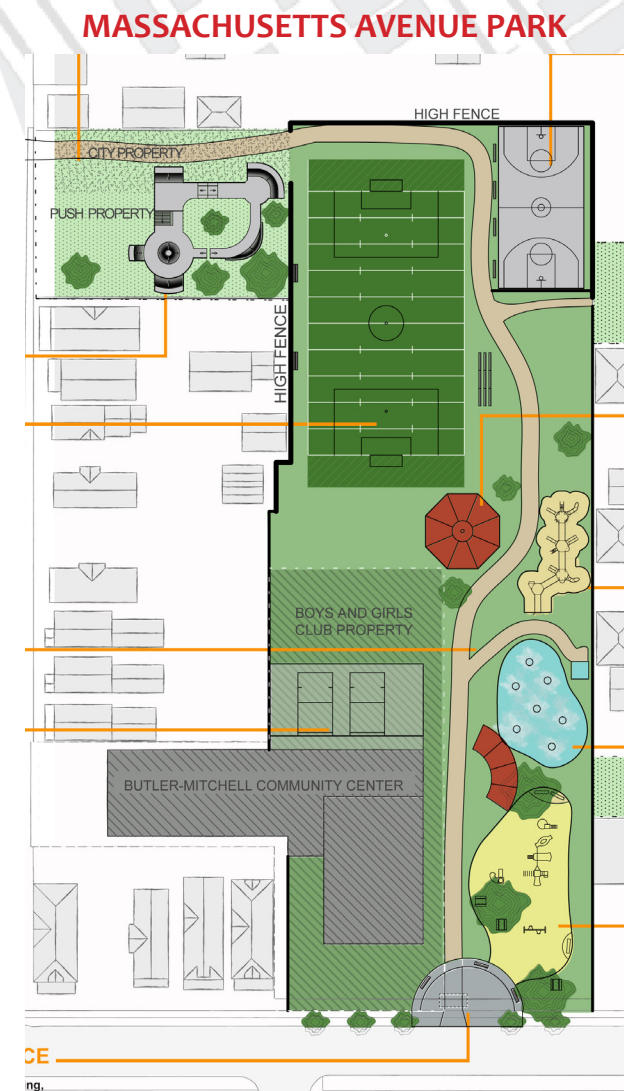 MASSACHUSETTS AVENUE PARK
HIGH FENCE
CITY PROPERTY
PUSH PROPERTY
HIGH FENCE
BOYS AND GIRLS
CLUB PROPERTY
BUTLER-MITCHELL COMMUNITY CENTER
CE
ng,